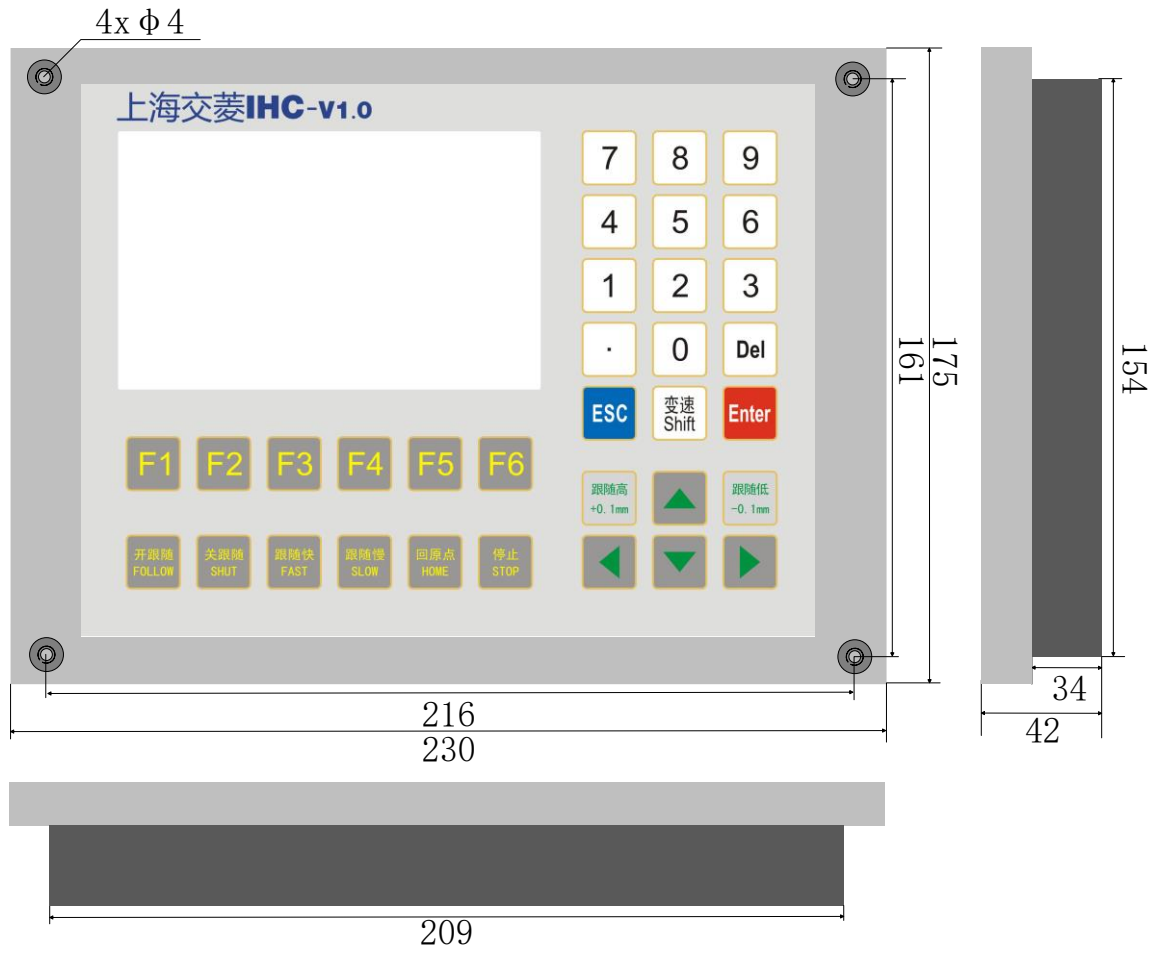 4xφ4
上海交菱IHC-V1.0
7 8 9
4 5 6
1 2 3
· 0 Del
ESC 变速 Enter
Shift
F1 F2 F3 F4 F5 F6
跟随高 跟随低
+0.1mm -0.1mm
开跟随 关跟随 跟随快 跟随慢 回原点 停止
FOLLOW SHUT FAST SLOW HOME STOP
161
175
154
34
42
216
230
209